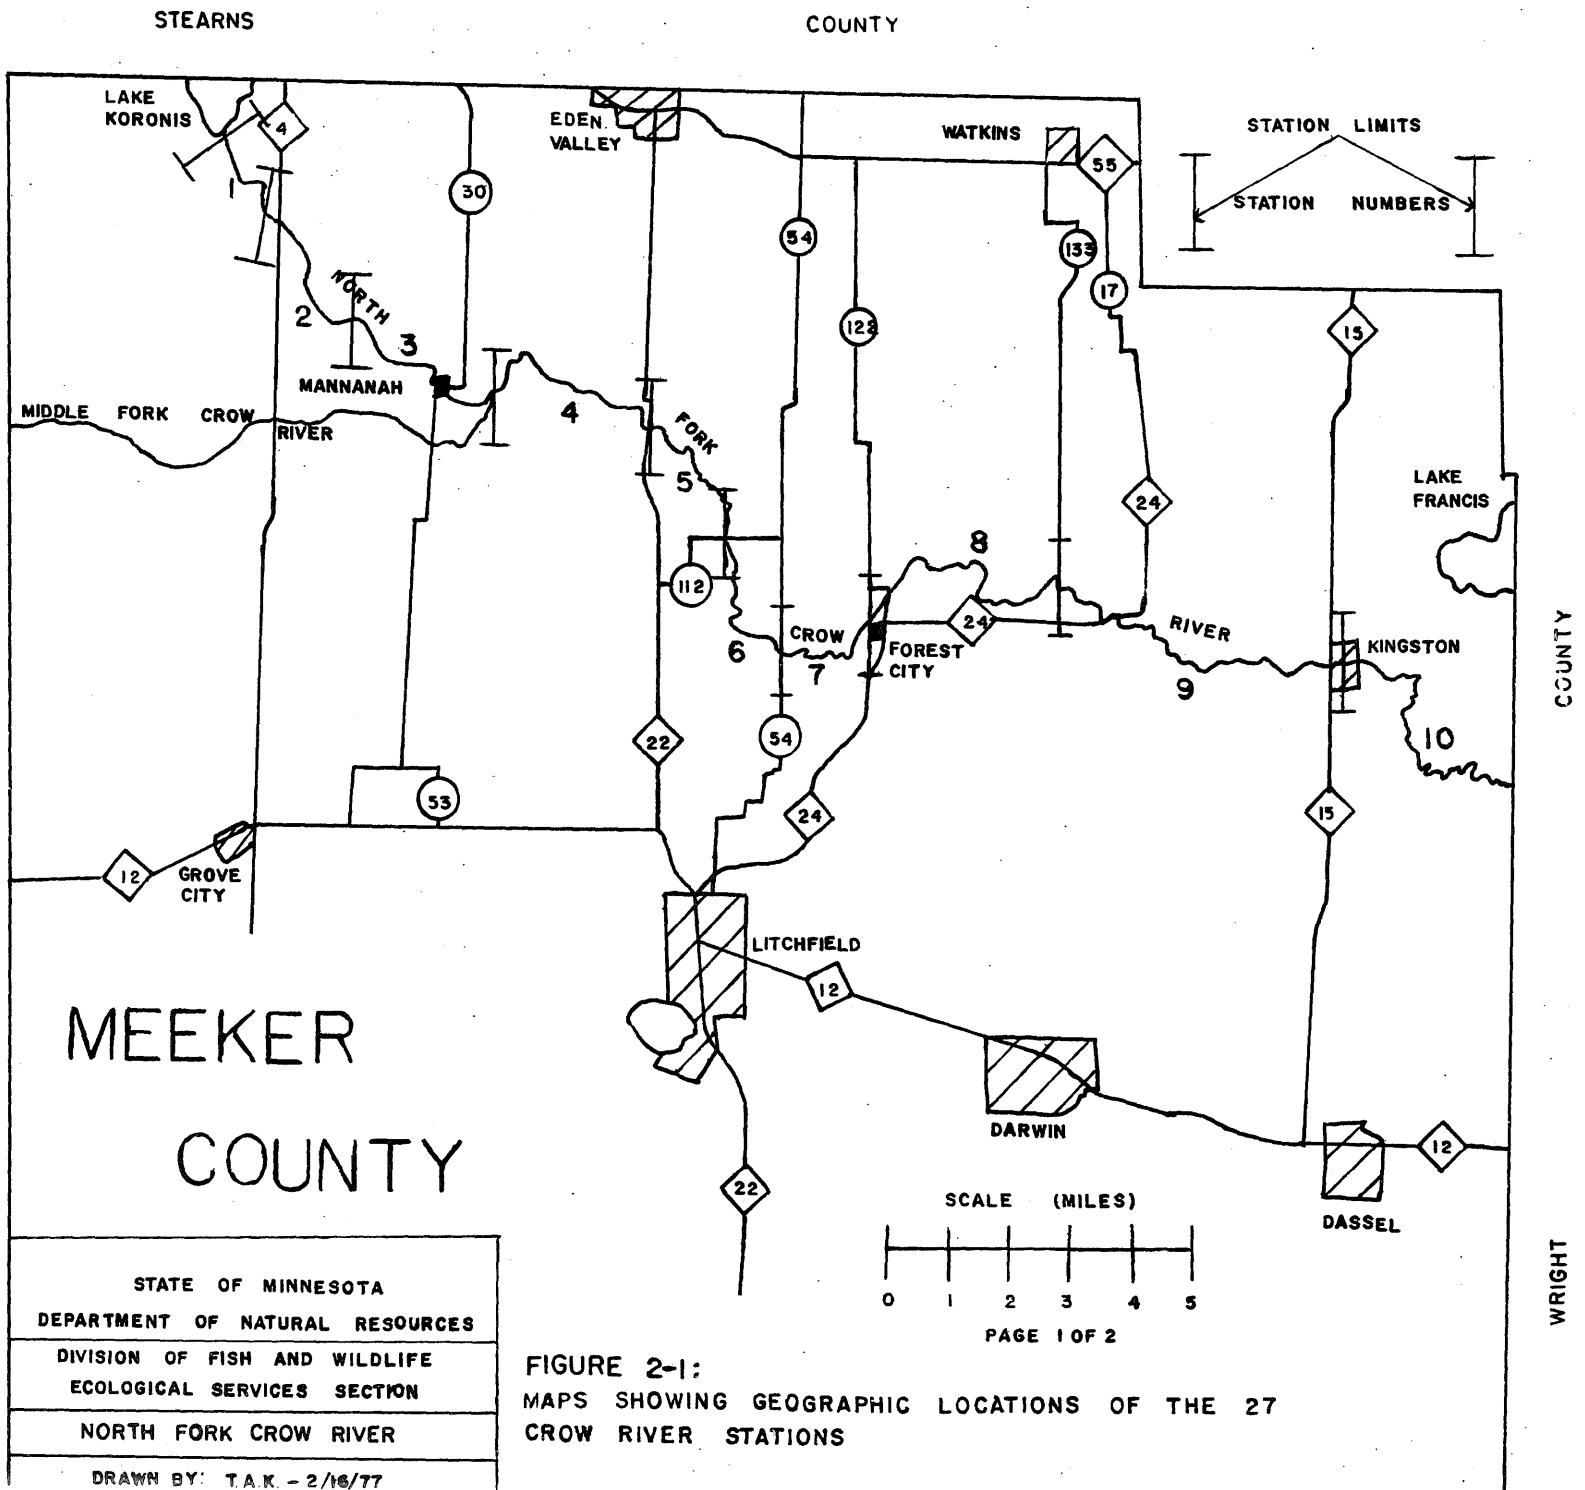 STEARNS COUNTY
LAKE
KORONIS
4
EDEN
VALLEY
WATKINS
55
STATION LIMITS
STATION NUMBERS
1
30
54
133
17
122
15
2
NORTH
3
MANNANAH
MIDDLE FORK CROW
RIVER
4
FORK
5
24
LAKE
FRANCIS
8
112
6
CROW
7
24
FOREST
CITY
RIVER
9
KINGSTON
10
COUNTY
22
54
53
24
15
12
GROVE
CITY
LITCHFIELD
12
MEEKER
COUNTY
DARWIN
12
DASSEL
22
SCALE (MILES)
0 1 2 3 4 5
PAGE 1 OF 2
WRIGHT
STATE OF MINNESOTA
DEPARTMENT OF NATURAL RESOURCES
DIVISION OF FISH AND WILDLIFE
ECOLOGICAL SERVICES SECTION
NORTH FORK CROW RIVER
DRAWN BY: T.A.K. - 2/16/77
FIGURE 2-1:
MAPS SHOWING GEOGRAPHIC LOCATIONS OF THE 27
CROW RIVER STATIONS